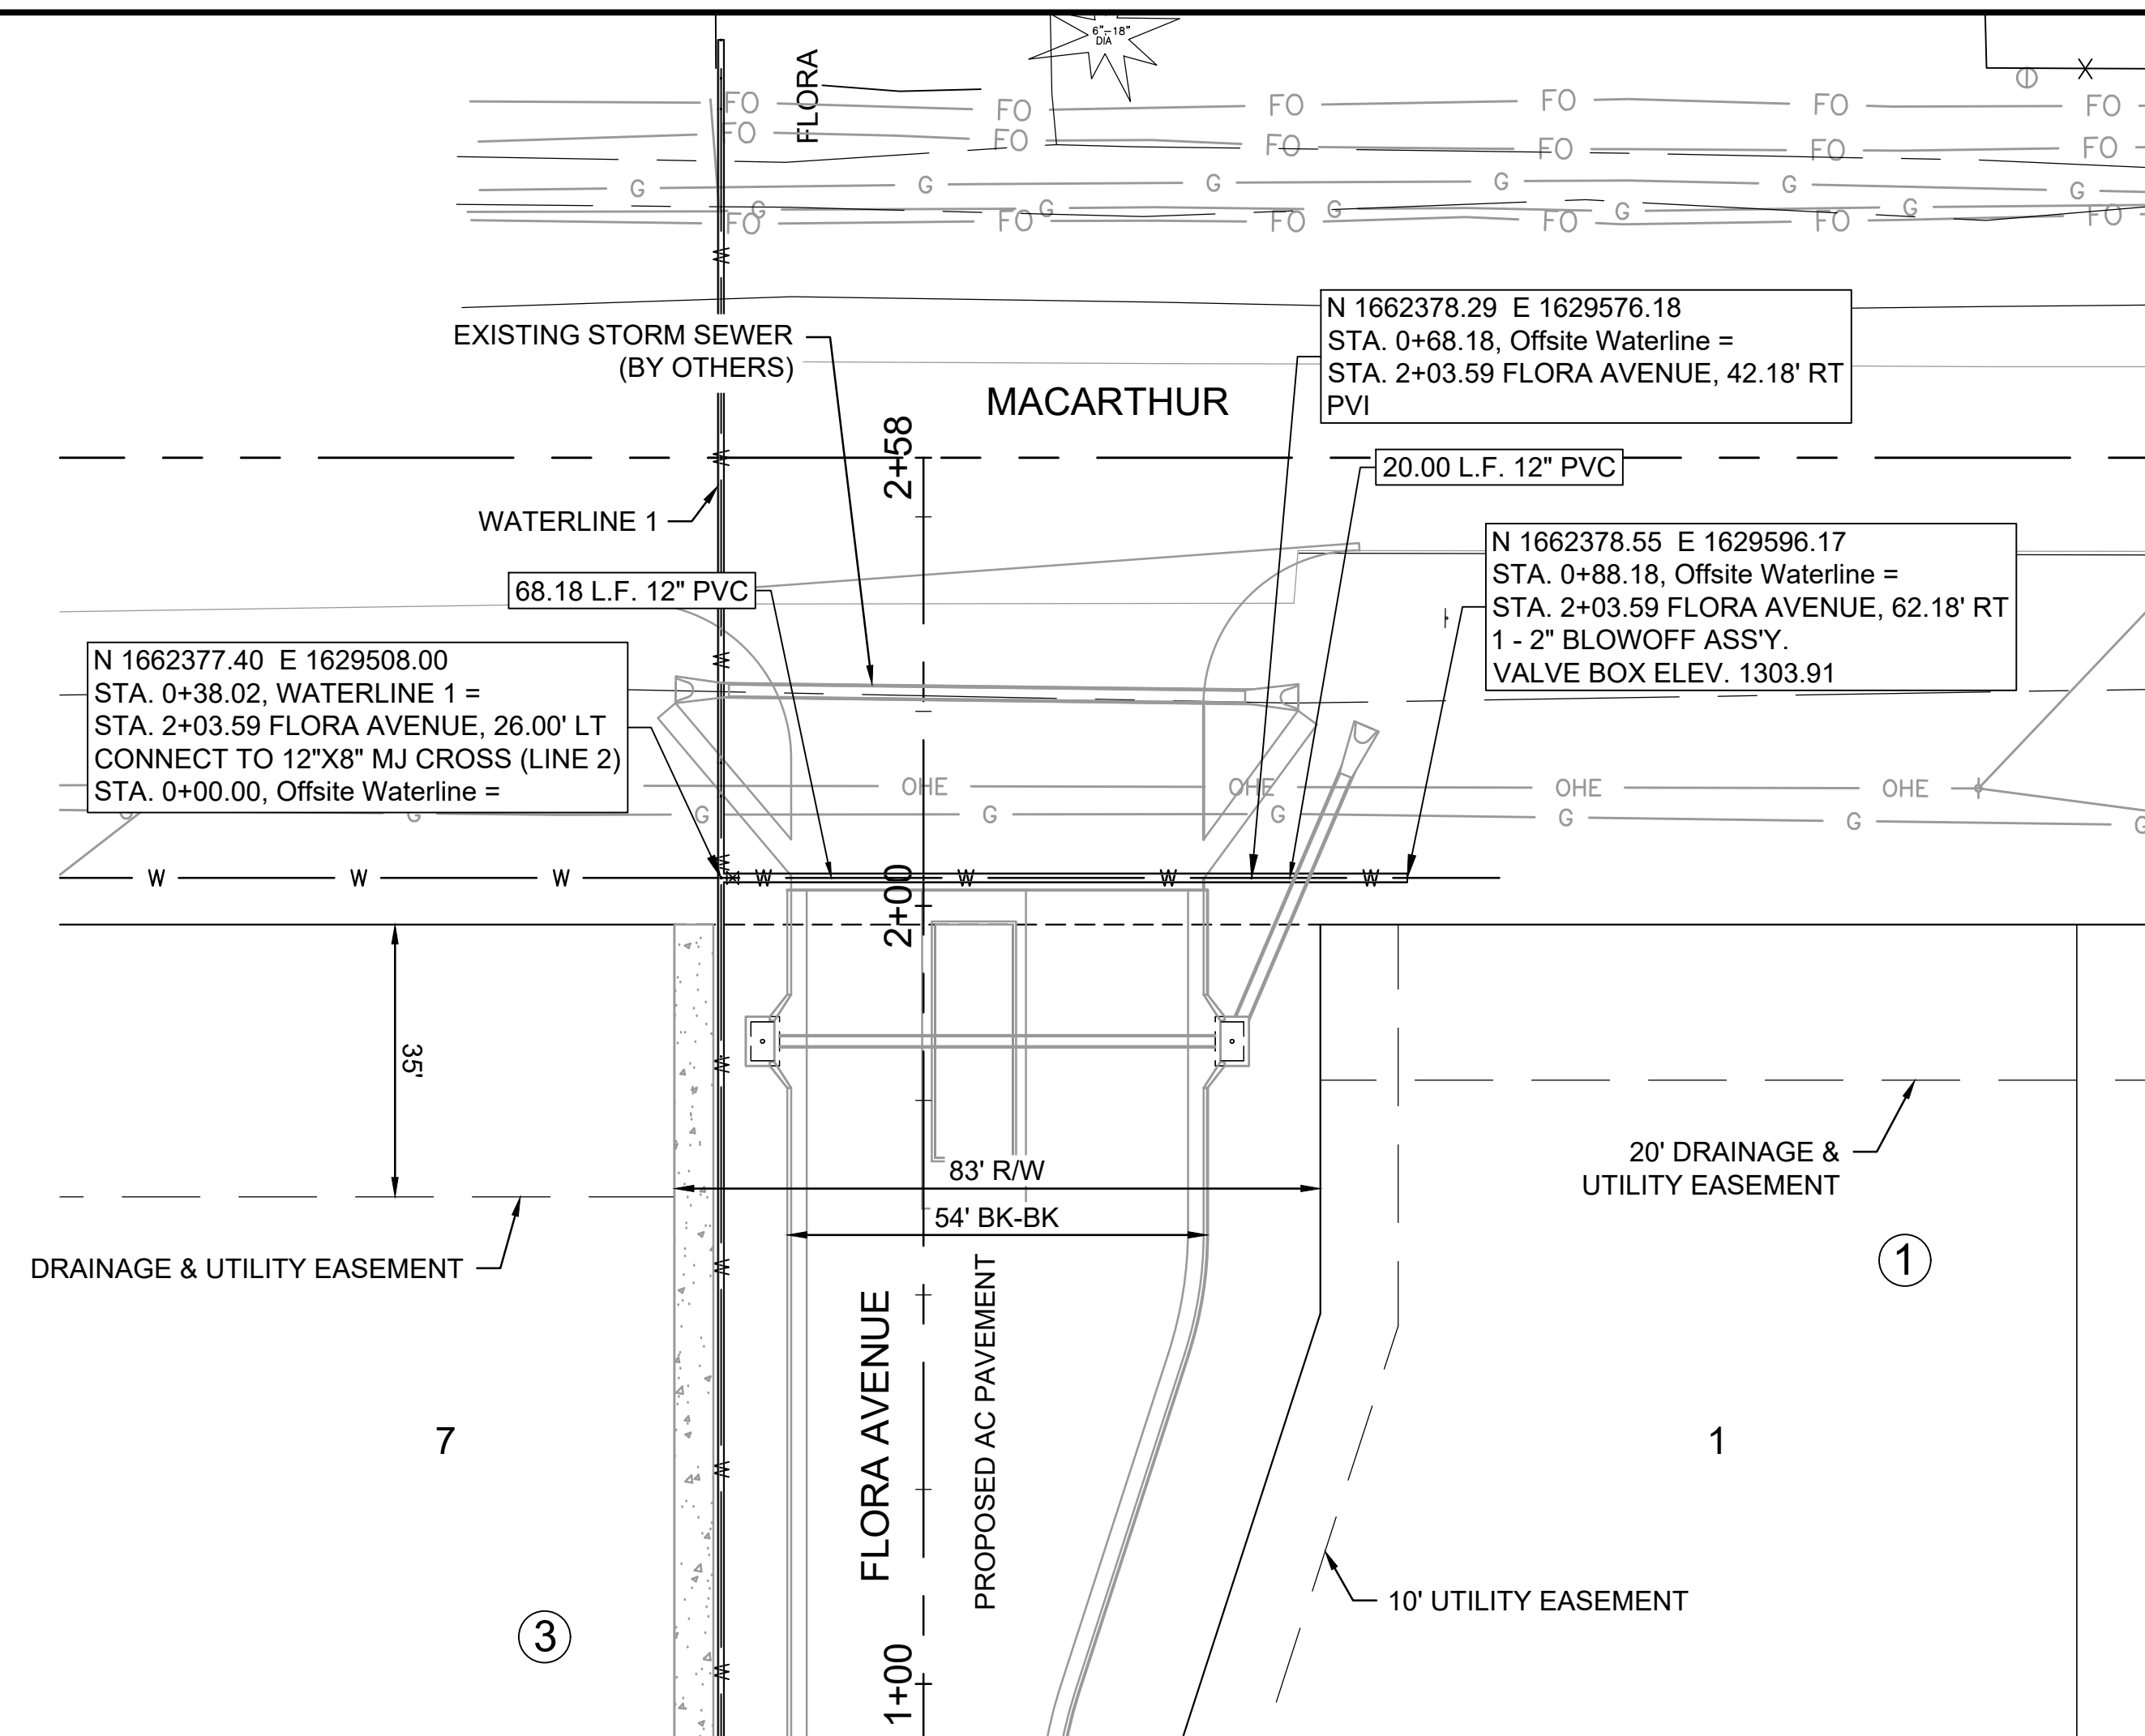 6"-18"
DIA
FLORA
FO FO FO FO FO FO
FO FO FO FO FO FO
G G G G G G
G G G G G
FO FO FO FO FO FO
W
N 1662378.29 E 1629576.18
STA. 0+68.18, Offsite Waterline =
STA. 2+03.59 FLORA AVENUE, 42.18' RT
PVI
EXISTING STORM SEWER
(BY OTHERS)
MACARTHUR
2+58
W
20.00 L.F. 12" PVC
WATERLINE 1
N 1662378.55 E 1629596.17
STA. 0+88.18, Offsite Waterline =
STA. 2+03.59 FLORA AVENUE, 62.18' RT
1 - 2" BLOWOFF ASS'Y.
VALVE BOX ELEV. 1303.91
68.18 L.F. 12" PVC
W
N 1662377.40 E 1629508.00
STA. 0+38.02, WATERLINE 1 =
STA. 2+03.59 FLORA AVENUE, 26.00' LT
CONNECT TO 12"X8" MJ CROSS (LINE 2)
STA. 0+00.00, Offsite Waterline =
OHE OHE OHE OHE
G G G G G G G
W
W W W W W W W
2+00
35'
W
83' R/W
20' DRAINAGE &
UTILITY EASEMENT
54' BK-BK
DRAINAGE & UTILITY EASEMENT
W
1
FLORA AVENUE
PROPOSED AC PAVEMENT
7
1
W
10' UTILITY EASEMENT
3
W
1+00